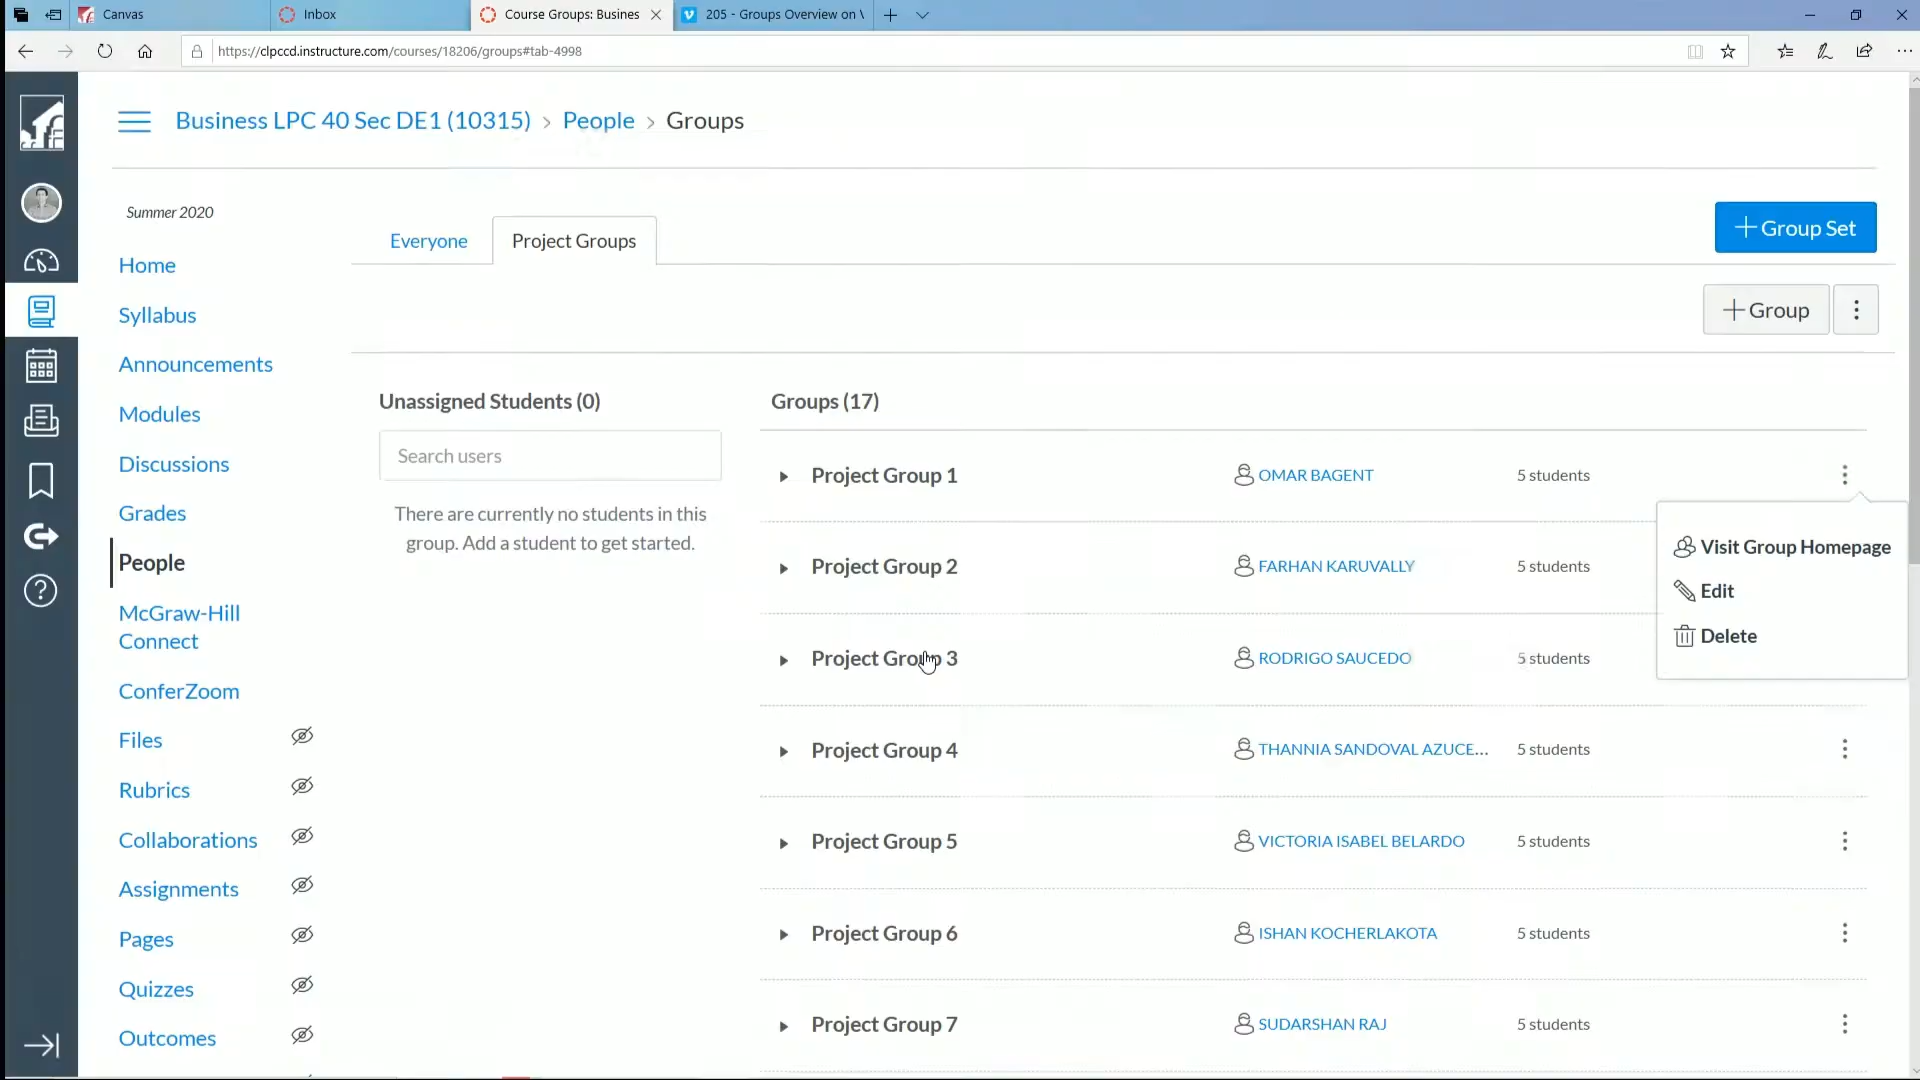 Canvas
Inbox
Course Groups: Busines
205 - Groups Overview on \
https://clpccd.instructure.com/courses/18206/groups#tab-4998
Business LPC 40 Sec DE1 (10315) > People > Groups
Summer 2020
Home
Syllabus
Announcements
Modules
Discussions
Grades
People
McGraw-Hill
Connect
ConferZoom
Files
Rubrics
Collaborations
Assignments
Pages
Quizzes
Outcomes
Everyone
Project Groups
+ Group Set
+ Group
Unassigned Students (0)
Search users
There are currently no students in this
group. Add a student to get started.
Groups (17)
Project Group 1 OMAR BAGENT 5 students
Project Group 2 FARHAN KARUVALLY 5 students
Project Group 3 RODRIGO SAUCEDO 5 students
Project Group 4 THANNIA SANDOVAL AZUCE... 5 students
Project Group 5 VICTORIA ISABEL BELARDO 5 students
Project Group 6 ISHAN KOCHERLAKOTA 5 students
Project Group 7 SUDARSHAN RAJ 5 students
Visit Group Homepage
Edit
Delete